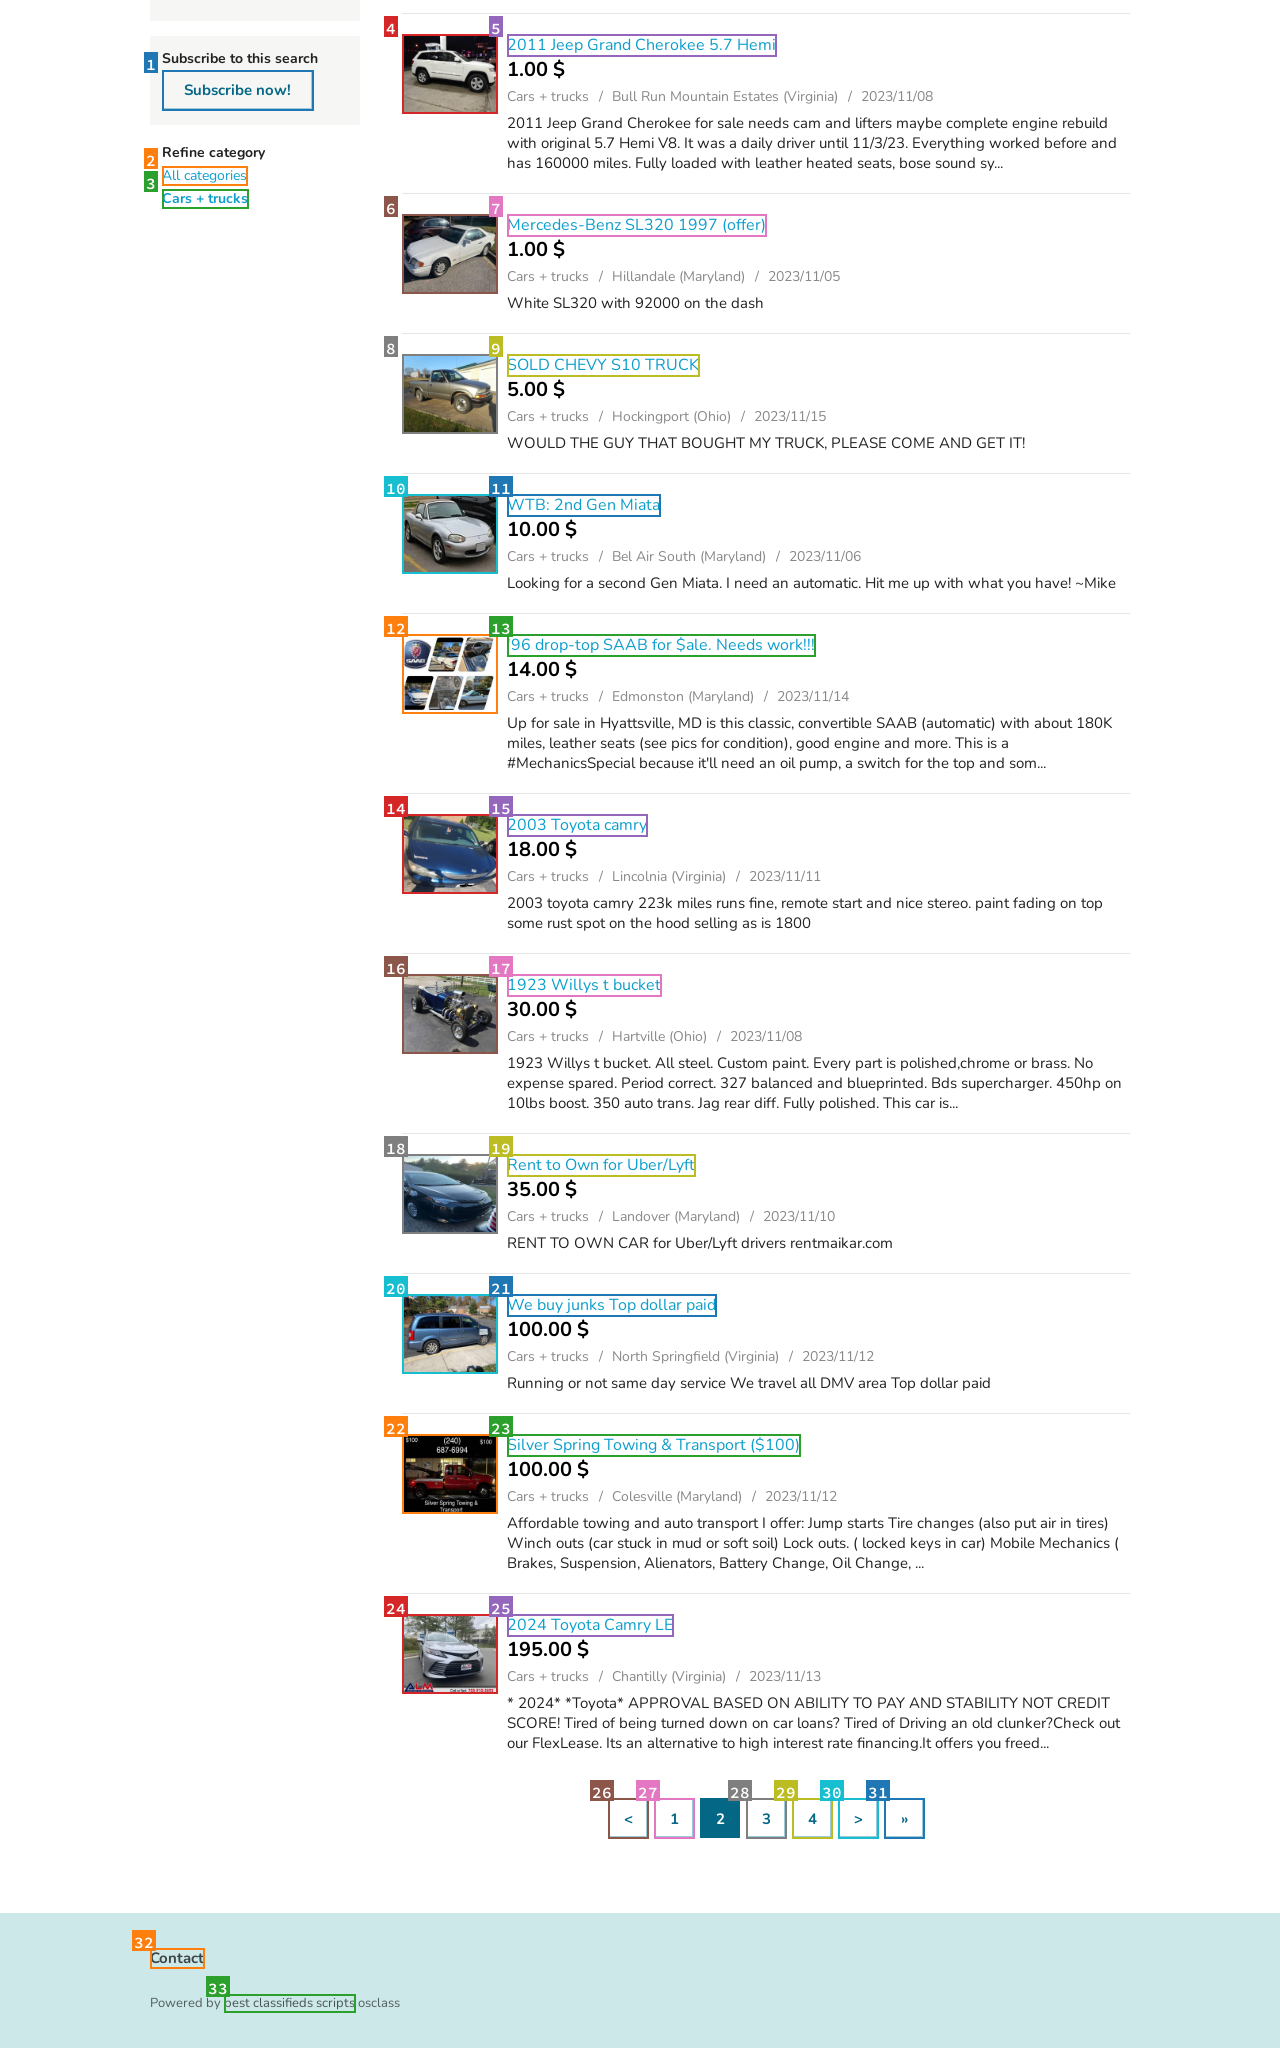 Subscribe to this search
1
Subscribe now!
2
Refine category
All categories
3
Cars + trucks
4
5
2011 Jeep Grand Cherokee 5.7 Hemi
1.00 $
Cars + trucks / Bull Run Mountain Estates (Virginia) / 2023/11/08
2011 Jeep Grand Cherokee for sale needs cam and lifters maybe complete engine rebuild
with original 5.7 Hemi V8. It was a daily driver until 11/3/23. Everything worked before and
has 160000 miles. Fully loaded with leather heated seats, bose sound sy...
6
7
Mercedes-Benz SL320 1997 (offer)
1.00 $
Cars + trucks / Hillandale (Maryland) / 2023/11/05
White SL320 with 92000 on the dash
8
9
SOLD CHEVY S10 TRUCK
5.00 $
Cars + trucks / Hockingport (Ohio) / 2023/11/15
WOULD THE GUY THAT BOUGHT MY TRUCK, PLEASE COME AND GET IT!
10
11
WTB: 2nd Gen Miata
10.00 $
Cars + trucks / Bel Air South (Maryland) / 2023/11/06
Looking for a second Gen Miata. I need an automatic. Hit me up with what you have! ~Mike
12
13
'96 drop-top SAAB for $ale. Needs work!!!
SAAB
14.00 $
Cars + trucks / Edmonston (Maryland) / 2023/11/14
Up for sale in Hyattsville, MD is this classic, convertible SAAB (automatic) with about 180K
miles, leather seats (see pics for condition), good engine and more. This is a
#MechanicsSpecial because it'll need an oil pump, a switch for the top and som...
14
15
2003 Toyota camry
18.00 $
Cars + trucks / Lincolnia (Virginia) / 2023/11/11
2003 toyota camry 223k miles runs fine, remote start and nice stereo. paint fading on top
some rust spot on the hood selling as is 1800
16
17
1923 Willys t bucket
30.00 $
Cars + trucks / Hartville (Ohio) / 2023/11/08
1923 Willys t bucket. All steel. Custom paint. Every part is polished,chrome or brass. No
expense spared. Period correct. 327 balanced and blueprinted. Bds supercharger. 450hp on
10lbs boost. 350 auto trans. Jag rear diff. Fully polished. This car is...
18
19
Rent to Own for Uber/Lyft
35.00 $
Cars + trucks / Landover (Maryland) / 2023/11/10
RENT TO OWN CAR for Uber/Lyft drivers rentmaikar.com
20
21
We buy junks Top dollar paid
100.00 $
Cars + trucks / North Springfield (Virginia) / 2023/11/12
Running or not same day service We travel all DMV area Top dollar paid
22
23
$100 (240) $100
687-6994
Silver Spring Towing &
Transport
Silver Spring Towing & Transport ($100)
100.00 $
Cars + trucks / Colesville (Maryland) / 2023/11/12
Affordable towing and auto transport I offer: Jump starts Tire changes (also put air in tires)
Winch outs (car stuck in mud or soft soil) Lock outs. ( locked keys in car) Mobile Mechanics (
Brakes, Suspension, Alienators, Battery Change, Oil Change, ...
24
25
2024 Toyota Camry LE
195.00 $
Cars + trucks / Chantilly (Virginia) / 2023/11/13
* 2024* *Toyota* APPROVAL BASED ON ABILITY TO PAY AND STABILITY NOT CREDIT
SCORE! Tired of being turned down on car loans? Tired of Driving an old clunker?Check out
our FlexLease. Its an alternative to high interest rate financing.It offers you freed...
26 27 28 29 30 31
< 1 2 3 4 > »
32
Contact
33
Powered by best classifieds scripts osclass